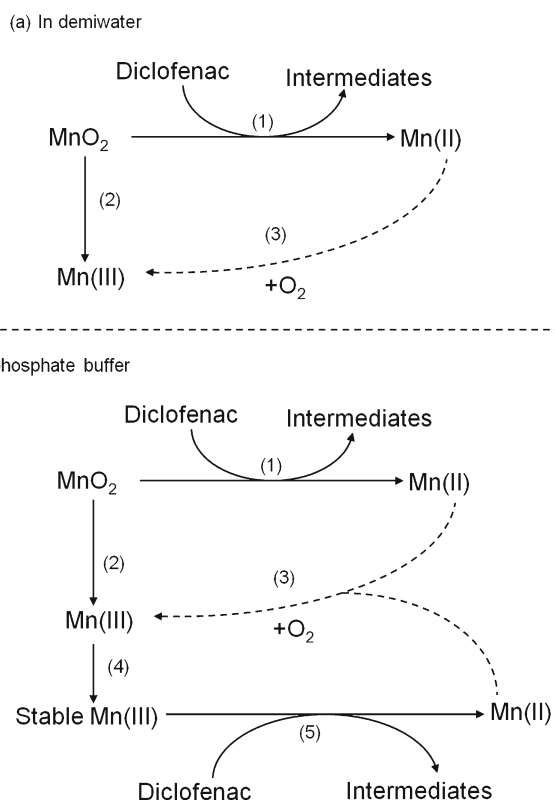 (a) In demiwater
Diclofenac Intermediates
(1)
MnO₂ Mn(II)
(2)
(3)
Mn(III)
+O₂
phosphate buffer
Diclofenac Intermediates
(1)
MnO₂ Mn(II)
(2)
(3)
Mn(III)
+O₂
(4)
Stable Mn(III) Mn(II)
(5)
Diclofenac Intermediates